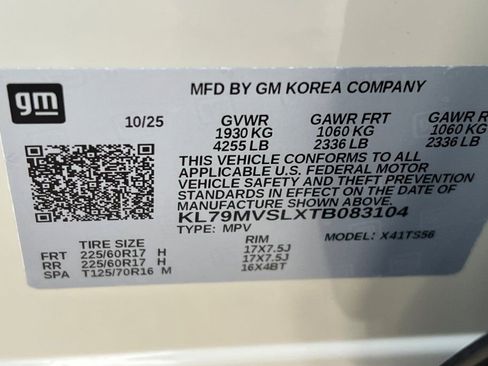 gm
MFD BY GM KOREA COMPANY
10/25 GVWR GAWR FRT GAWR R
1930 KG 1060 KG 1060 KG
4255 LB 2336 LB 2336 LB
THIS VEHICLE CONFORMS TO ALL
APPLICABLE U.S. FEDERAL MOTOR
VEHICLE SAFETY AND THEFT PREVENTION
STANDARDS IN EFFECT ON THE DATE OF
MANUFACTURE SHOWN ABOVE.
KL79MVSLXTB083104
TYPE: MPV MODEL: X41TS56
TIRE SIZE RIM
FRT 225/60R17 H 17X7.5J
RR 225/60R17 H 17X7.5J
SPA T125/70R16 M 16X4BT